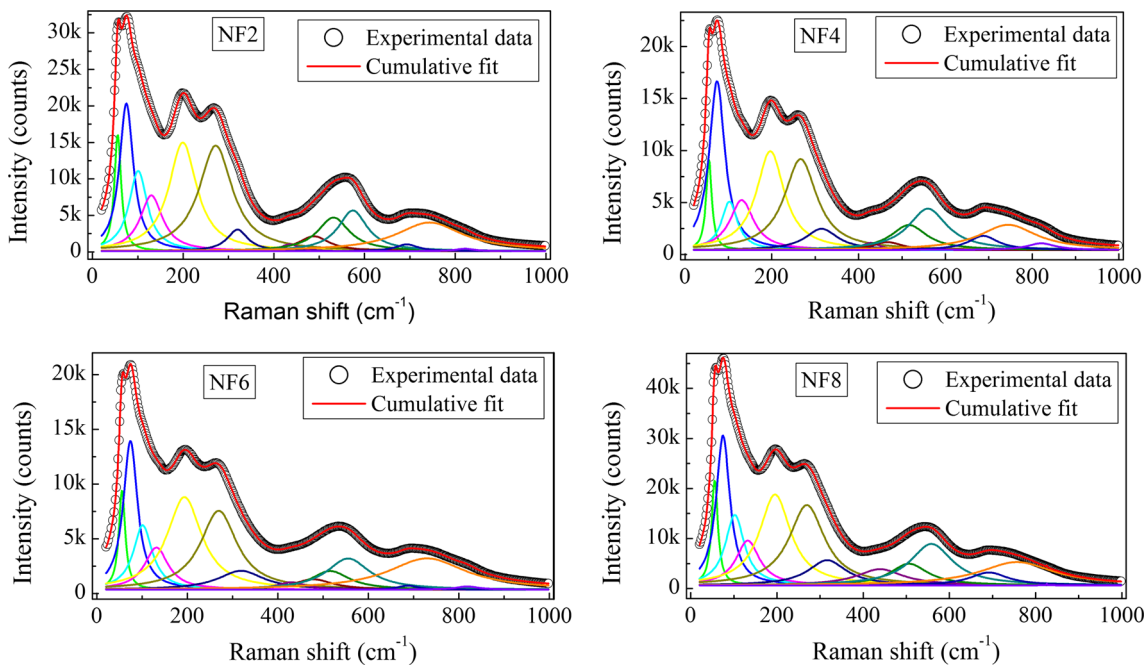 NF2
Experimental data
Cumulative fit
30k
25k
20k
15k
10k
5k
0
0 200 400 600 800 1000
Intensity (counts)
Raman shift (cm-1)
NF4
Experimental data
Cumulative fit
20k
15k
10k
5k
0
0 200 400 600 800 1000
Intensity (counts)
Raman shift (cm-1)
NF6
Experimental data
Cumulative fit
20k
15k
10k
5k
0
0 200 400 600 800 1000
Intensity (counts)
Raman shift (cm-1)
NF8
Experimental data
Cumulative fit
40k
30k
20k
10k
0
0 200 400 600 800 1000
Intensity (counts)
Raman shift (cm-1)